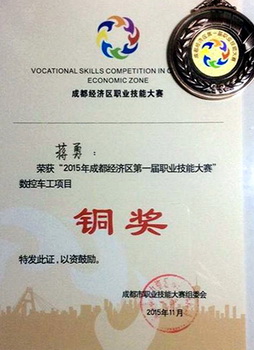 VOCATIONAL SKILLS COMPETITION IN C
ECONOMIC ZONE
成都经济区职业技能大赛
蒋勇：
荣获“2015年成都经济区第一届职业技能大赛”
数控车工项目
铜奖
特发此证，以资鼓励。
成都市职业技能大赛组委会
2015年11月